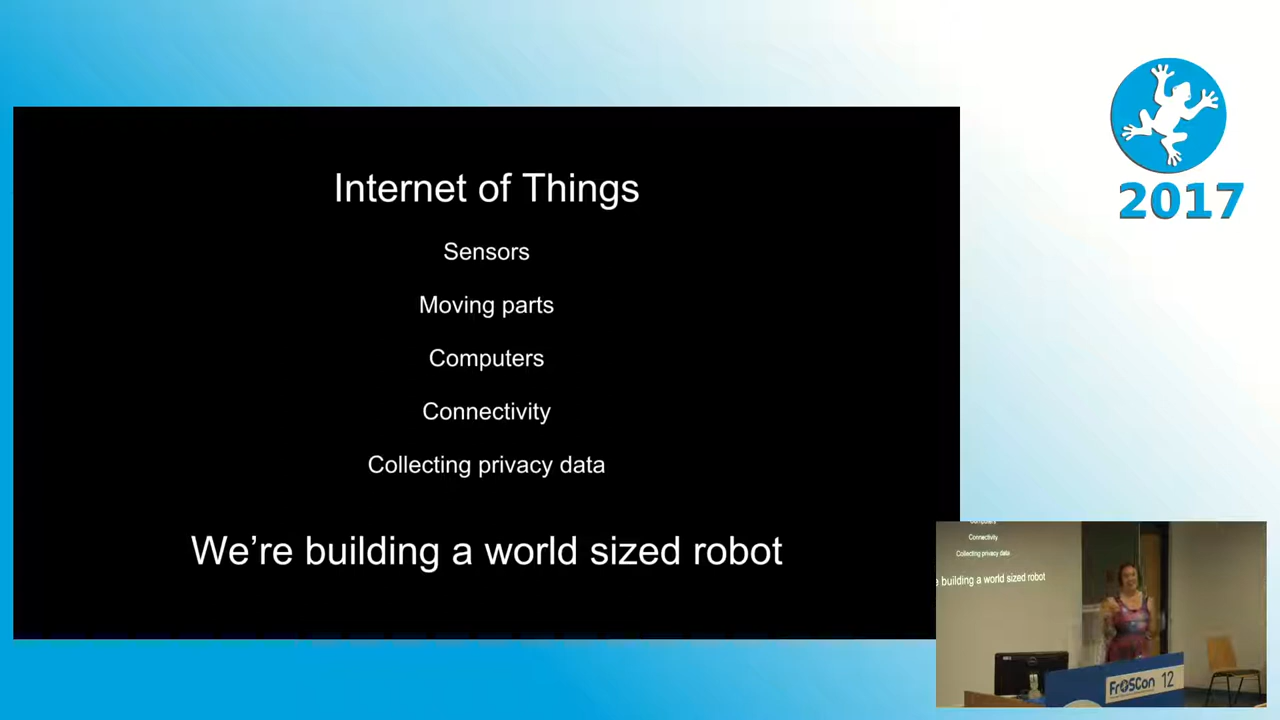 Internet of Things
Sensors
Moving parts
Computers
Connectivity
Collecting privacy data
We're building a world sized robot
2017
Computers
Connectivity
Collecting privacy data
e building a world sized robot
FrOSCon 12